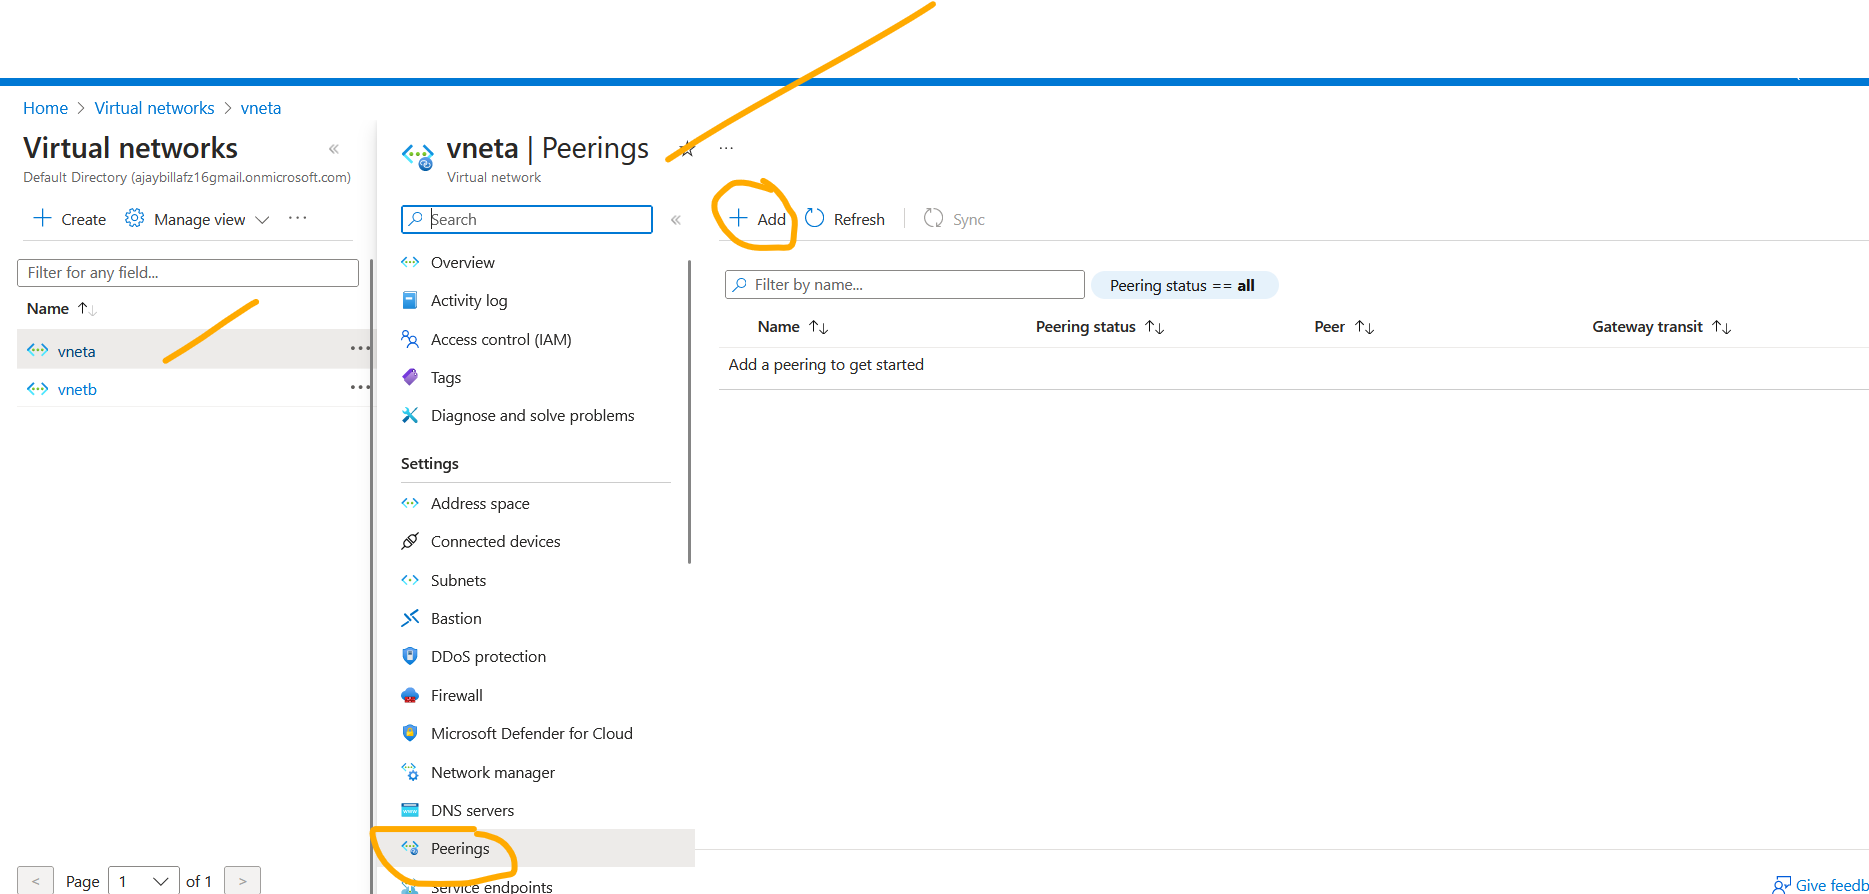 Home > Virtual networks > vneta
Virtual networks «
Default Directory (ajaybillafz16gmail.onmicrosoft.com)
+ Create Manage view ...
Filter for any field...
Name ↑↓
vneta ...
vnetb ...
< Page 1 of 1 >
vneta | Peerings ...
Virtual network
Search «
Overview
Activity log
Access control (IAM)
Tags
Diagnose and solve problems
Settings
Address space
Connected devices
Subnets
Bastion
DDoS protection
Firewall
Microsoft Defender for Cloud
Network manager
DNS servers
Peerings
Service endpoints
+ Add Refresh Sync
Filter by name... Peering status == all
Name ↑↓ Peering status ↑↓ Peer ↑↓ Gateway transit ↑↓
Add a peering to get started
Give feedb